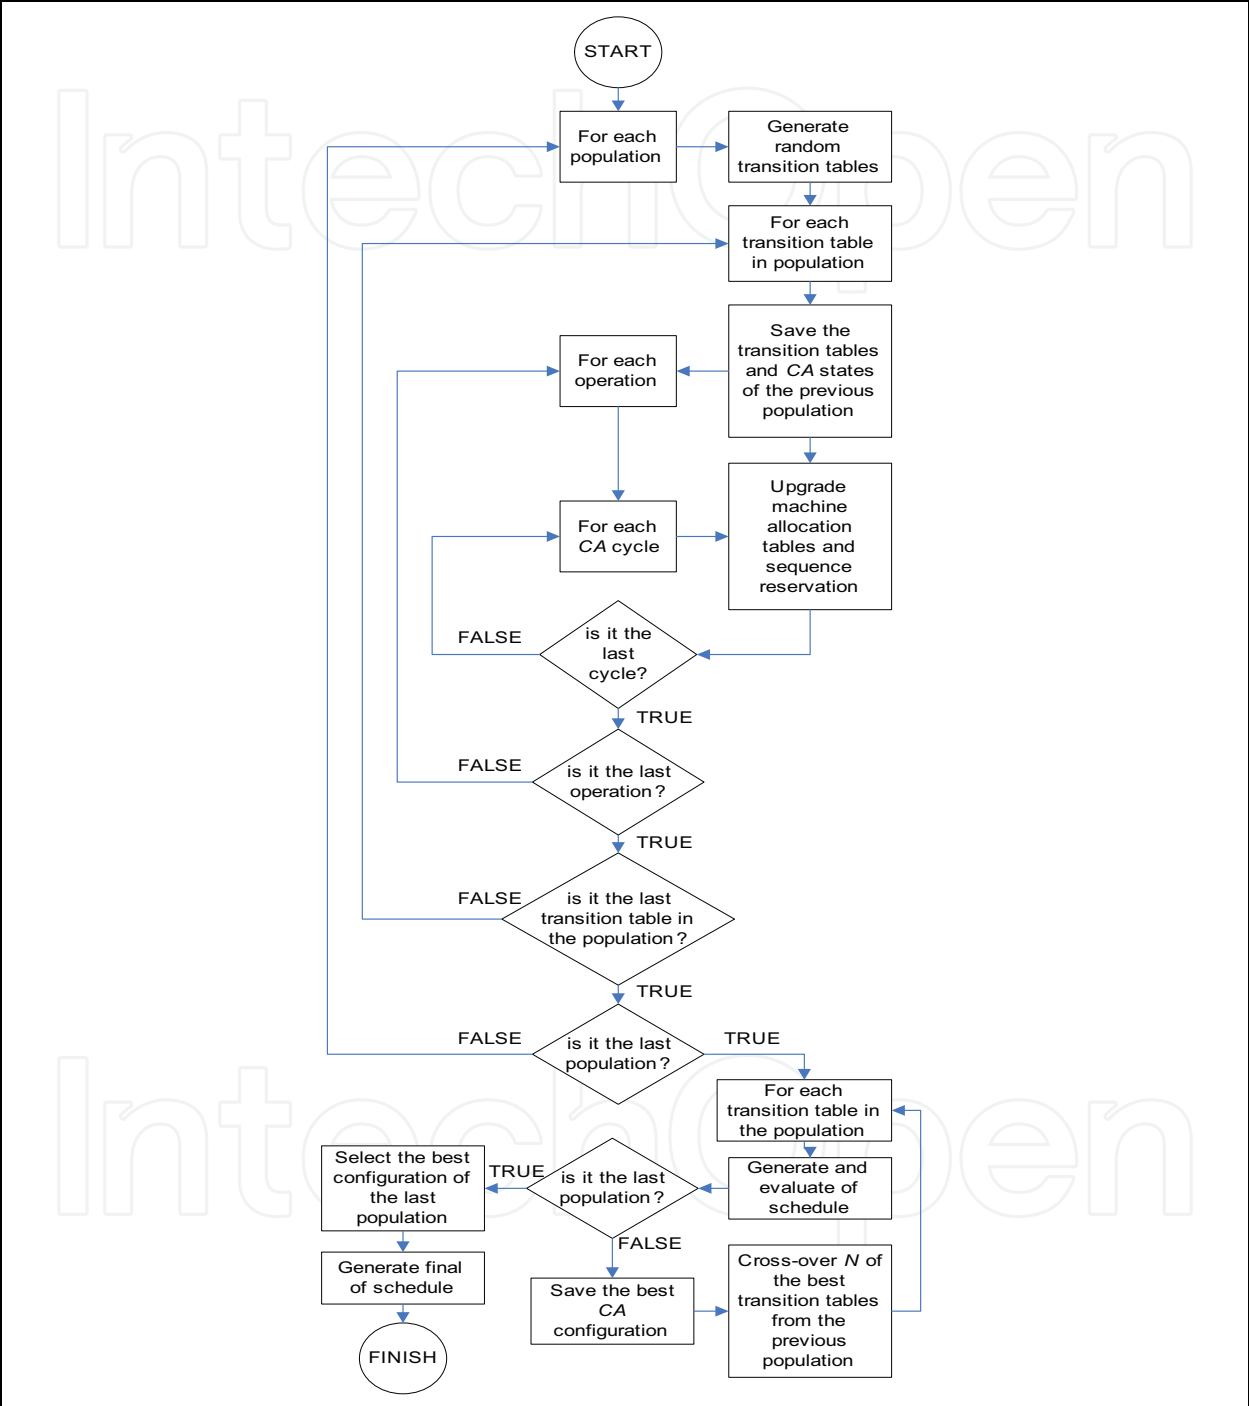 START
For each
population
Generate
random
transition tables
For each
transition table
in population
Save the
transition tables
and CA states
of the previous
population
For each
operation
Upgrade
machine
allocation
tables and
sequence
reservation
For each
CA cycle
is it the
last
cycle?
FALSE
TRUE
is it the last
operation?
FALSE
TRUE
is it the last
transition table in
the population?
FALSE
TRUE
is it the last
population?
FALSE
TRUE
For each
transition table in
the population
Generate and
evaluate of
schedule
is it the last
population?
TRUE
FALSE
Select the best
configuration of
the last
population
Generate final
of schedule
FINISH
Save the best
CA
configuration
Cross-over N of
the best
transition tables
from the
previous
population
IntechOpen
IntechOpen